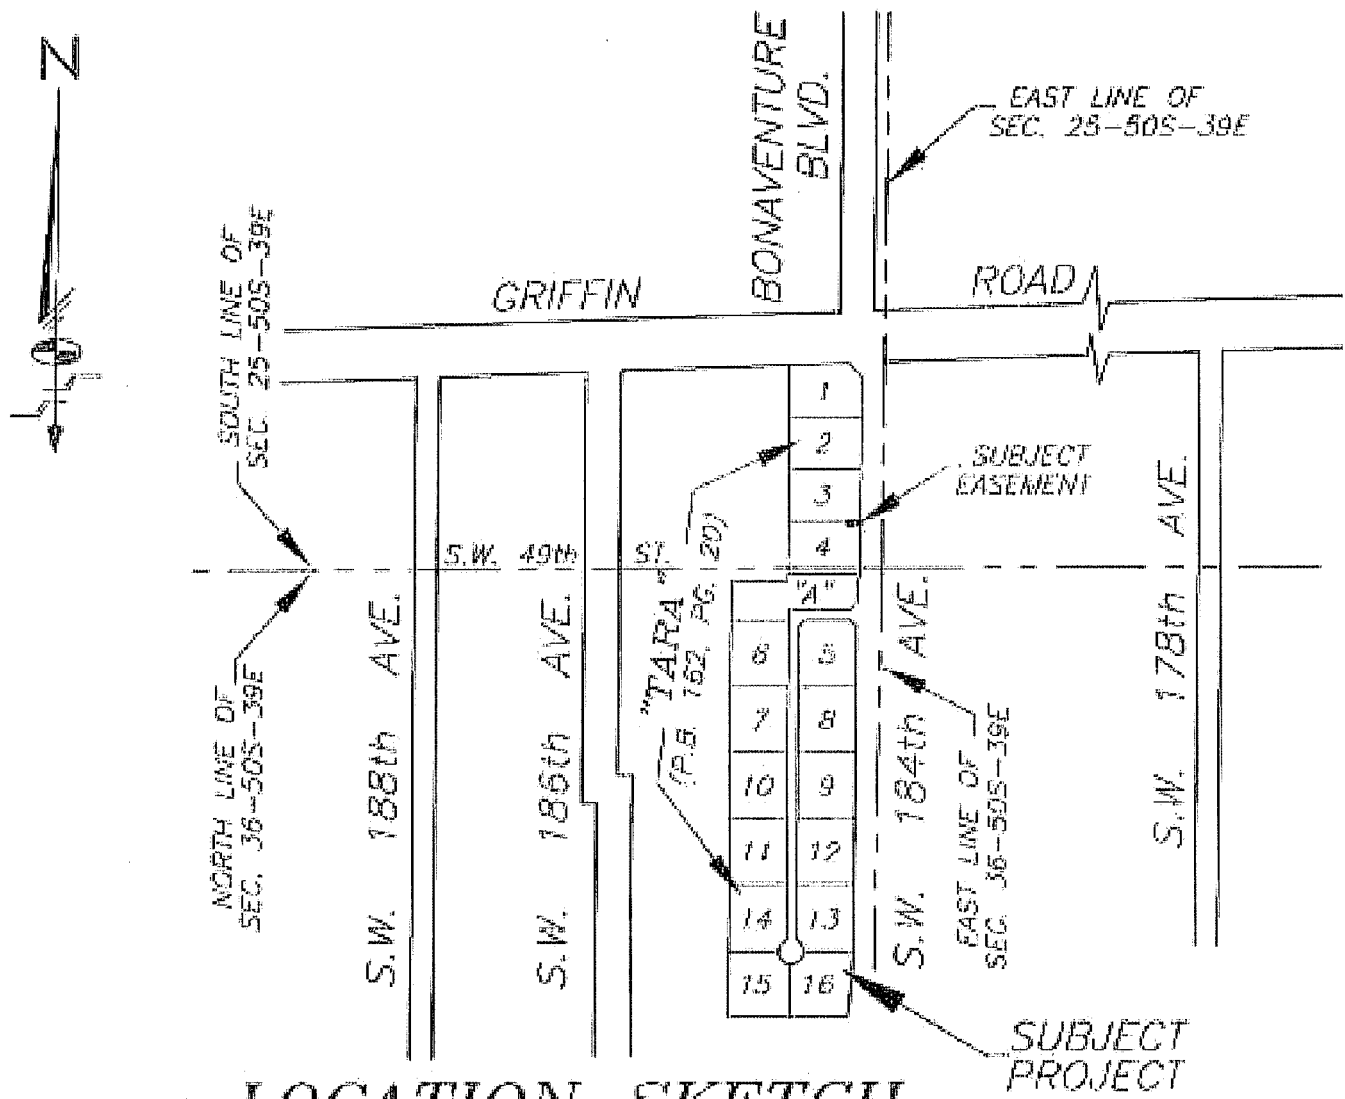 N
BONAVENTURE
BLVD.
EAST LINE OF
SEC. 25-50S-39E
SOUTH LINE OF
SEC. 25-50S-39E
GRIFFIN
ROAD
1
2
3
4
SUBJECT
EASEMENT
S.W. 49th ST.
"A"
"TARA"
(P.B. 162, PG. 20)
6
5
7
8
10
9
11
12
14
13
15
16
NORTH LINE OF
SEC. 36-50S-39E
S.W. 188th AVE.
S.W. 186th AVE.
S.W. 184th AVE.
EAST LINE OF
SEC. 36-50S-39E
S.W. 178th AVE.
SUBJECT
PROJECT
LOCATION SKETCH